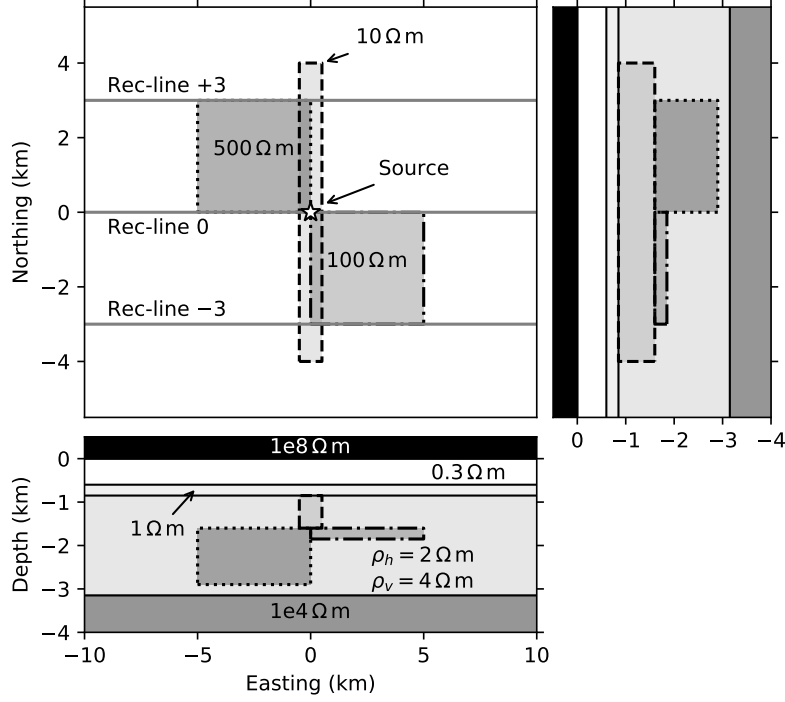 10 Ω m
4
Rec-line +3
2
500 Ω m
Source
Northing (km)
0
Rec-line 0
100 Ω m
−2
Rec-line −3
−4
0
−1
−2
−3
−4
1e8 Ω m
0
0.3 Ω m
−1
1 Ω m
Depth (km)
−2
ρh = 2 Ω m
ρv = 4 Ω m
−3
1e4 Ω m
−4
−10
−5
0
5
10
Easting (km)